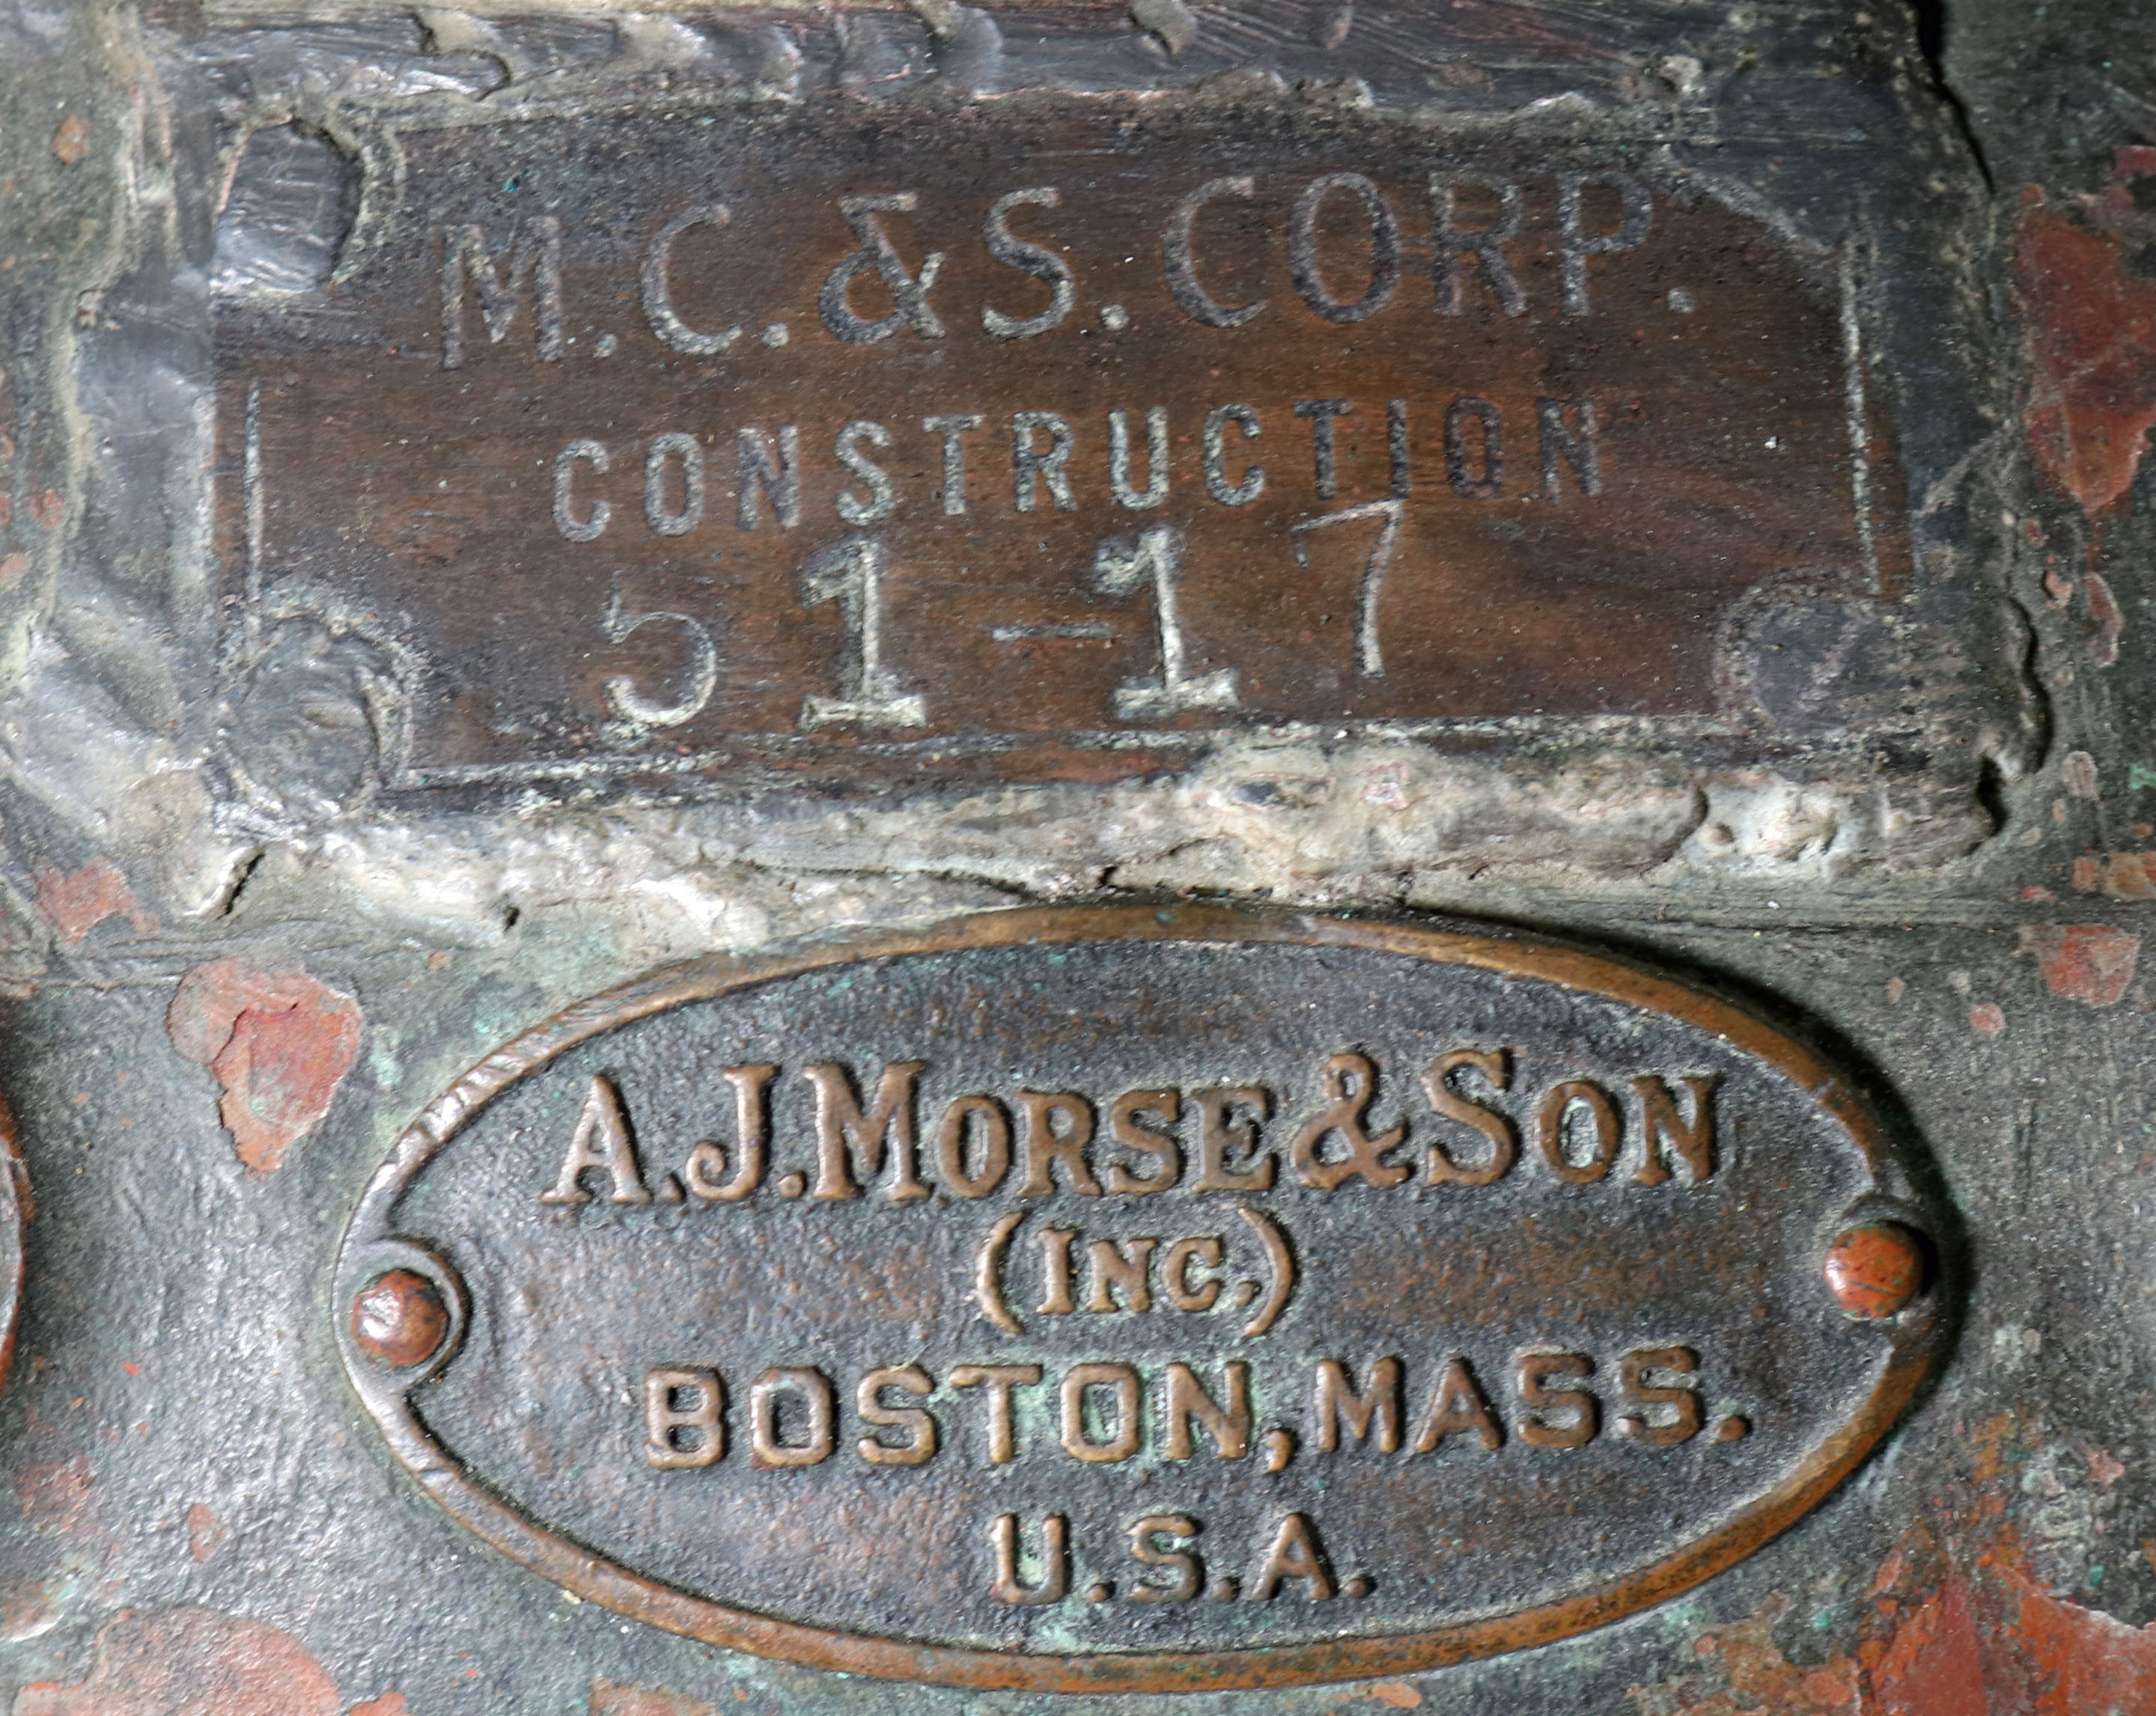 M.C. & S. CORP.
CONSTRUCTION
51-17
A.J. MORSE & SON
(INC.)
BOSTON, MASS.
U.S.A.